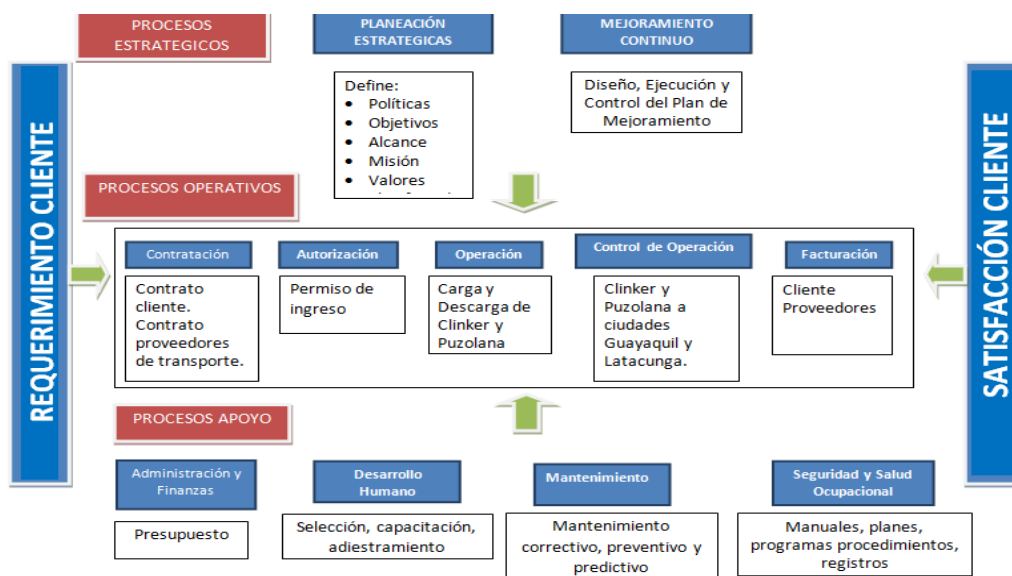 PROCESOS
ESTRATEGICOS
PLANEACIÓN
ESTRATEGICAS
MEJORAMIENTO
CONTINUO
Define:
• Políticas
• Objetivos
• Alcance
• Misión
• Valores
Diseño, Ejecución y
Control del Plan de
Mejoramiento
REQUERIMIENTO CLIENTE
SATISFACCIÓN CLIENTE
PROCESOS OPERATIVOS
Contratación
Contrato
cliente.
Contrato
proveedores
de transporte.
Autorización
Permiso de
ingreso
Operación
Carga y
Descarga de
Clinker y
Puzolana
Control de Operación
Clinker y
Puzolana a
ciudades
Guayaquil y
Latacunga.
Facturación
Cliente
Proveedores
PROCESOS APOYO
Administración y
Finanzas
Presupuesto
Desarrollo
Humano
Selección, capacitación,
adiestramiento
Mantenimiento
Mantenimiento
correctivo, preventivo y
predictivo
Seguridad y Salud
Ocupacional
Manuales, planes,
programas procedimientos,
registros